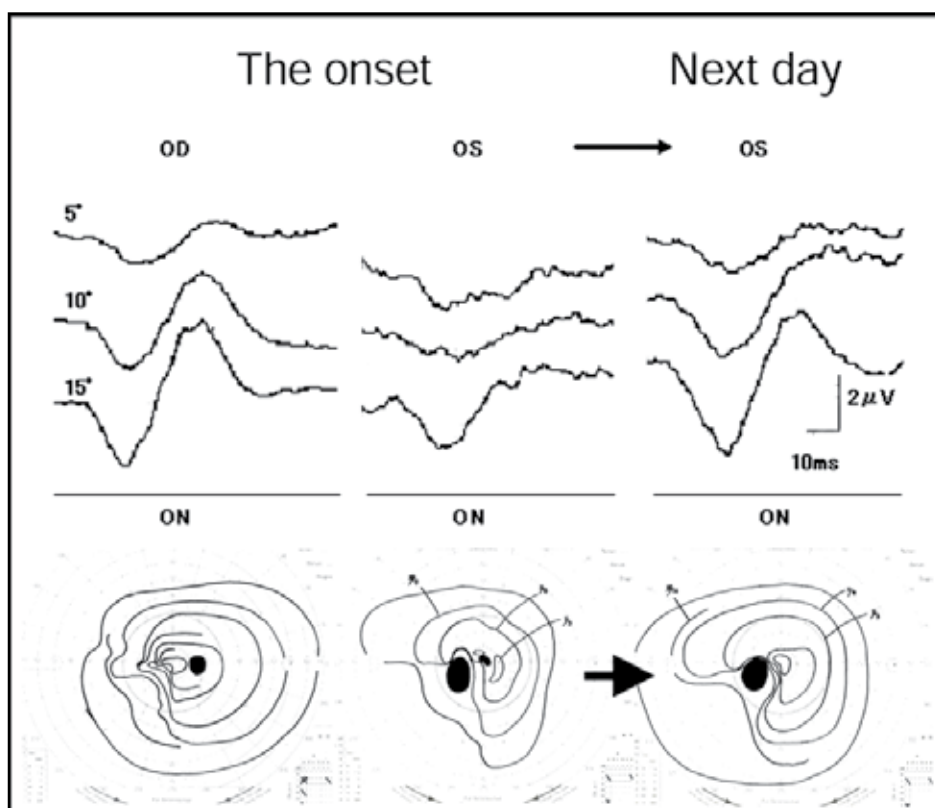 The onset Next day
OD OS OS
5°
10°
15°
2μV
10ms
ON ON ON